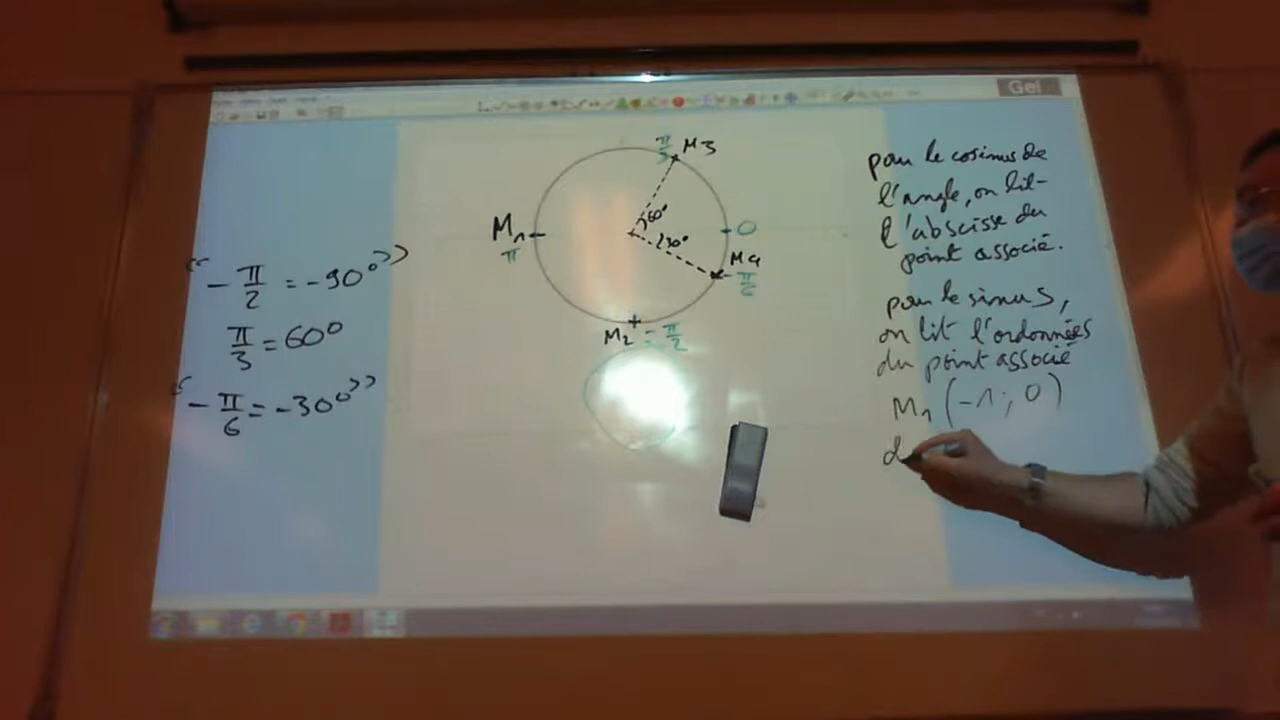 Gel
« -π/2 = -90° »
π/3 = 60°
« -π/6 = -30° »
π/3 M3
60°
M1
π
0
30°
M4
-π/6
M2 -π/2
pour le cosinus de
l'angle, on lit
l'abscisse du
point associé.
pour le sinus,
on lit l'ordonnées
du point associé
M1 (-1; 0)
d